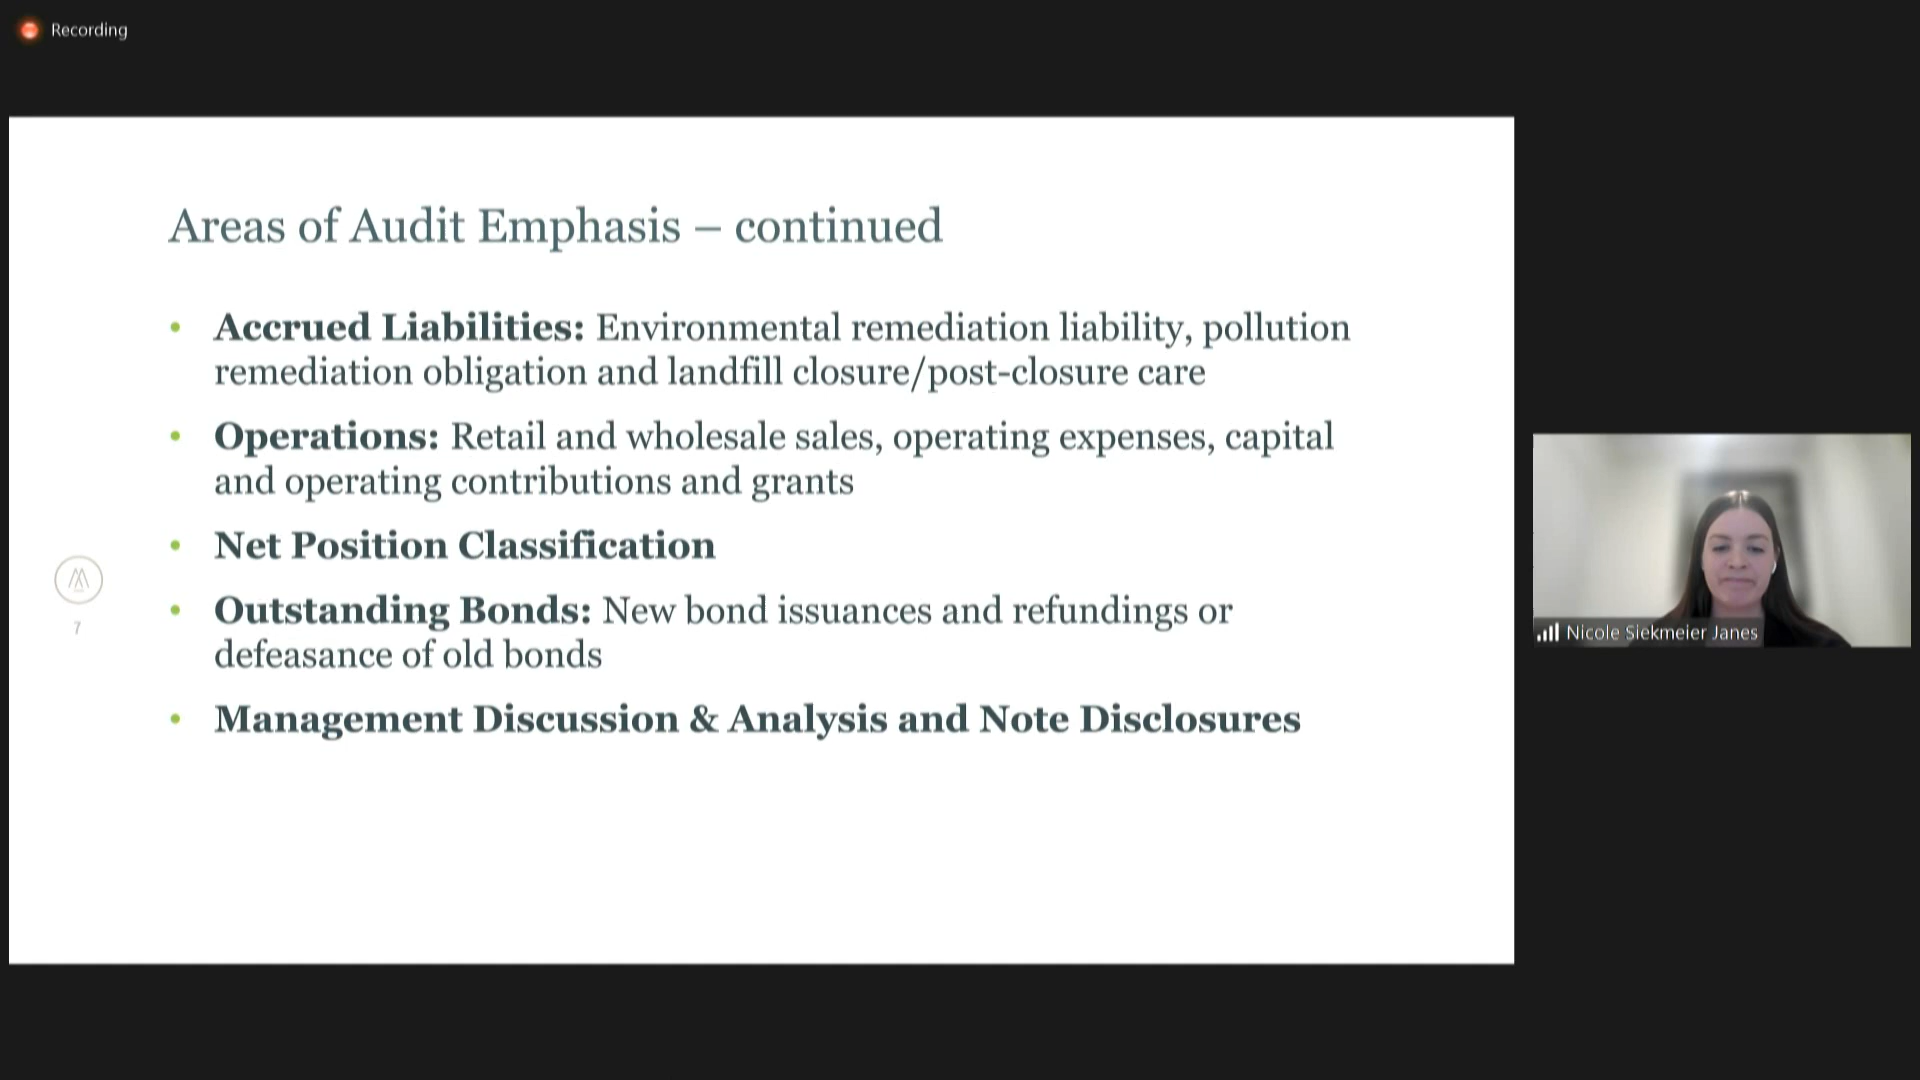 Recording
Areas of Audit Emphasis – continued
• Accrued Liabilities: Environmental remediation liability, pollution
remediation obligation and landfill closure/post-closure care
• Operations: Retail and wholesale sales, operating expenses, capital
and operating contributions and grants
• Net Position Classification
• Outstanding Bonds: New bond issuances and refundings or
defeasance of old bonds
• Management Discussion & Analysis and Note Disclosures
7
Nicole Siekmeier Janes